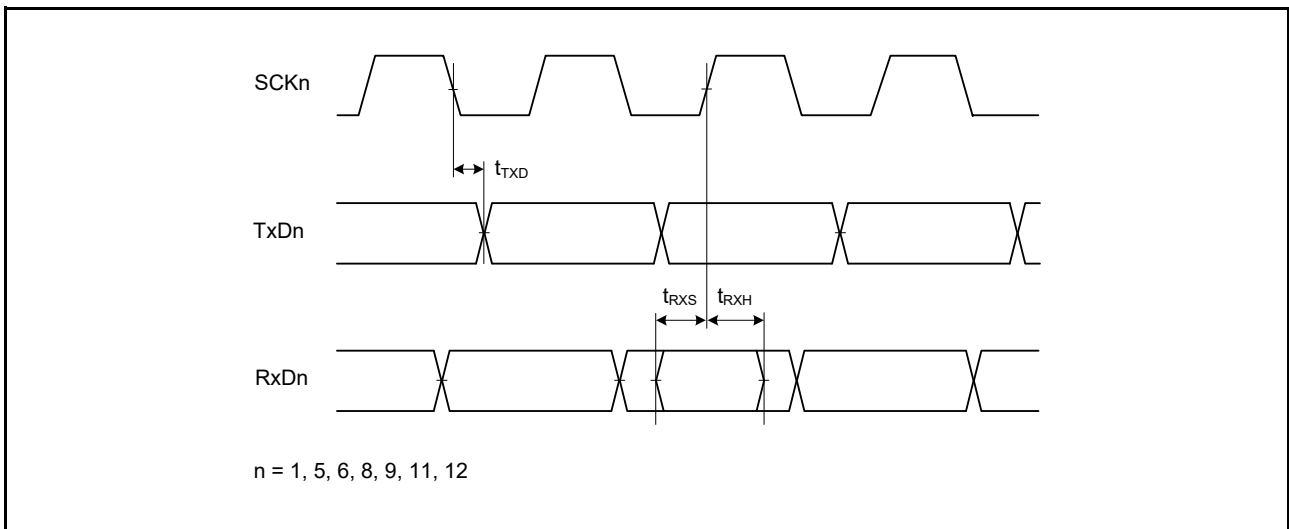 SCKn
tTXD
TxDn
tRXS
tRXH
RxDn
n = 1, 5, 6, 8, 9, 11, 12